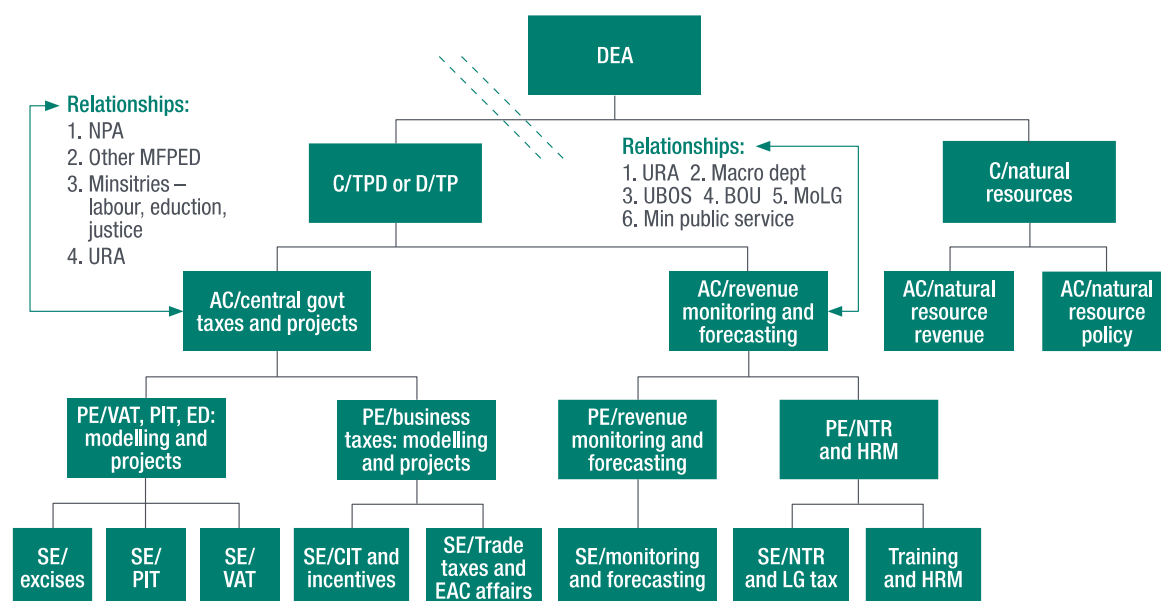 DEA
Relationships:
1. NPA
2. Other MFPED
3. Minsitries –
labour, eduction,
justice
4. URA
C/TPD or D/TP
Relationships:
1. URA 2. Macro dept
3. UBOS 4. BOU 5. MoLG
6. Min public service
C/natural
resources
AC/central govt
taxes and projects
AC/revenue
monitoring and
forecasting
AC/natural
resource
revenue
AC/natural
resource
policy
PE/VAT, PIT, ED:
modelling and
projects
PE/business
taxes: modelling
and projects
PE/revenue
monitoring and
forecasting
PE/NTR
and HRM
SE/
excises
SE/
PIT
SE/
VAT
SE/CIT and
incentives
SE/Trade
taxes and
EAC affairs
SE/monitoring
and forecasting
SE/NTR
and LG tax
Training
and HRM